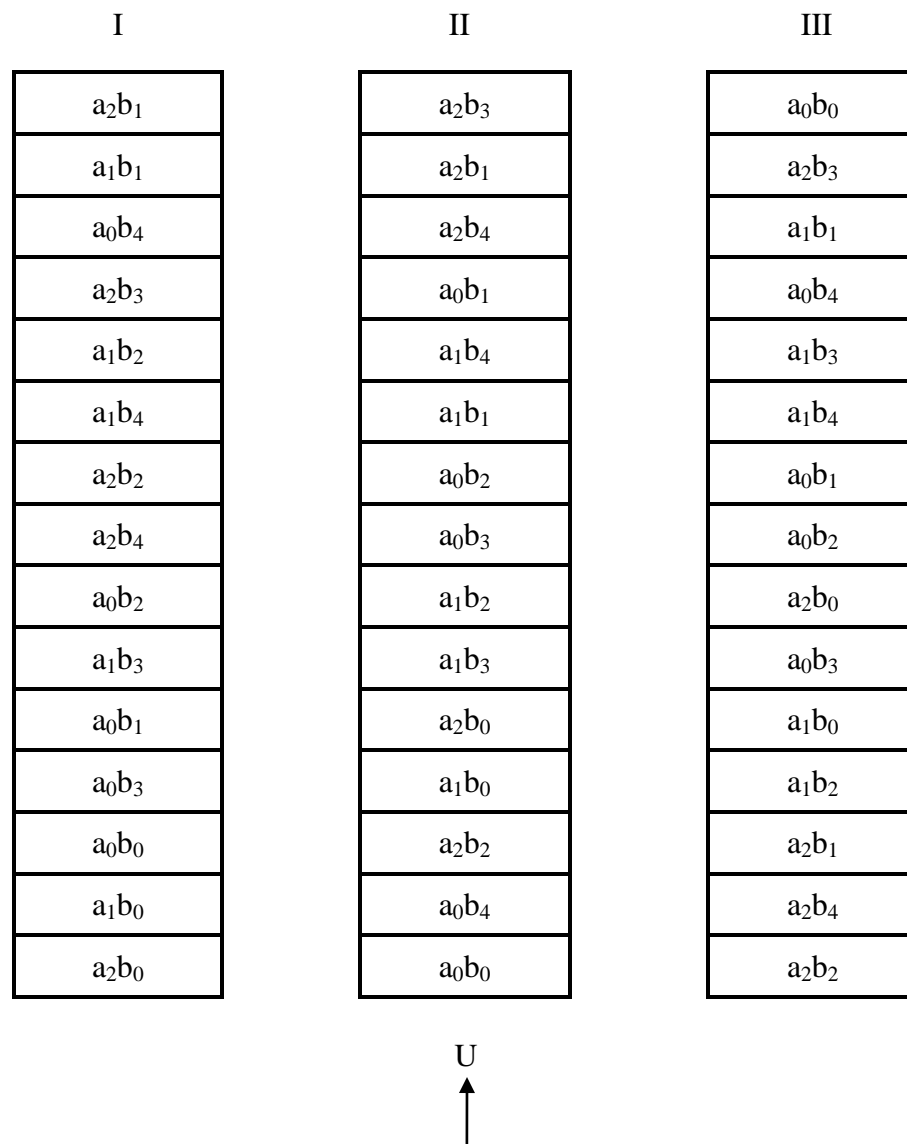 I II III
a₂b₁ a₂b₃ a₀b₀
a₁b₁ a₂b₁ a₂b₃
a₀b₄ a₂b₄ a₁b₁
a₂b₃ a₀b₁ a₀b₄
a₁b₂ a₁b₄ a₁b₃
a₁b₄ a₁b₁ a₁b₄
a₂b₂ a₀b₂ a₀b₁
a₂b₄ a₀b₃ a₀b₂
a₀b₂ a₁b₂ a₂b₀
a₁b₃ a₁b₃ a₀b₃
a₀b₁ a₂b₀ a₁b₀
a₀b₃ a₁b₀ a₁b₂
a₀b₀ a₂b₂ a₂b₁
a₁b₀ a₀b₄ a₂b₄
a₂b₀ a₀b₀ a₂b₂
U